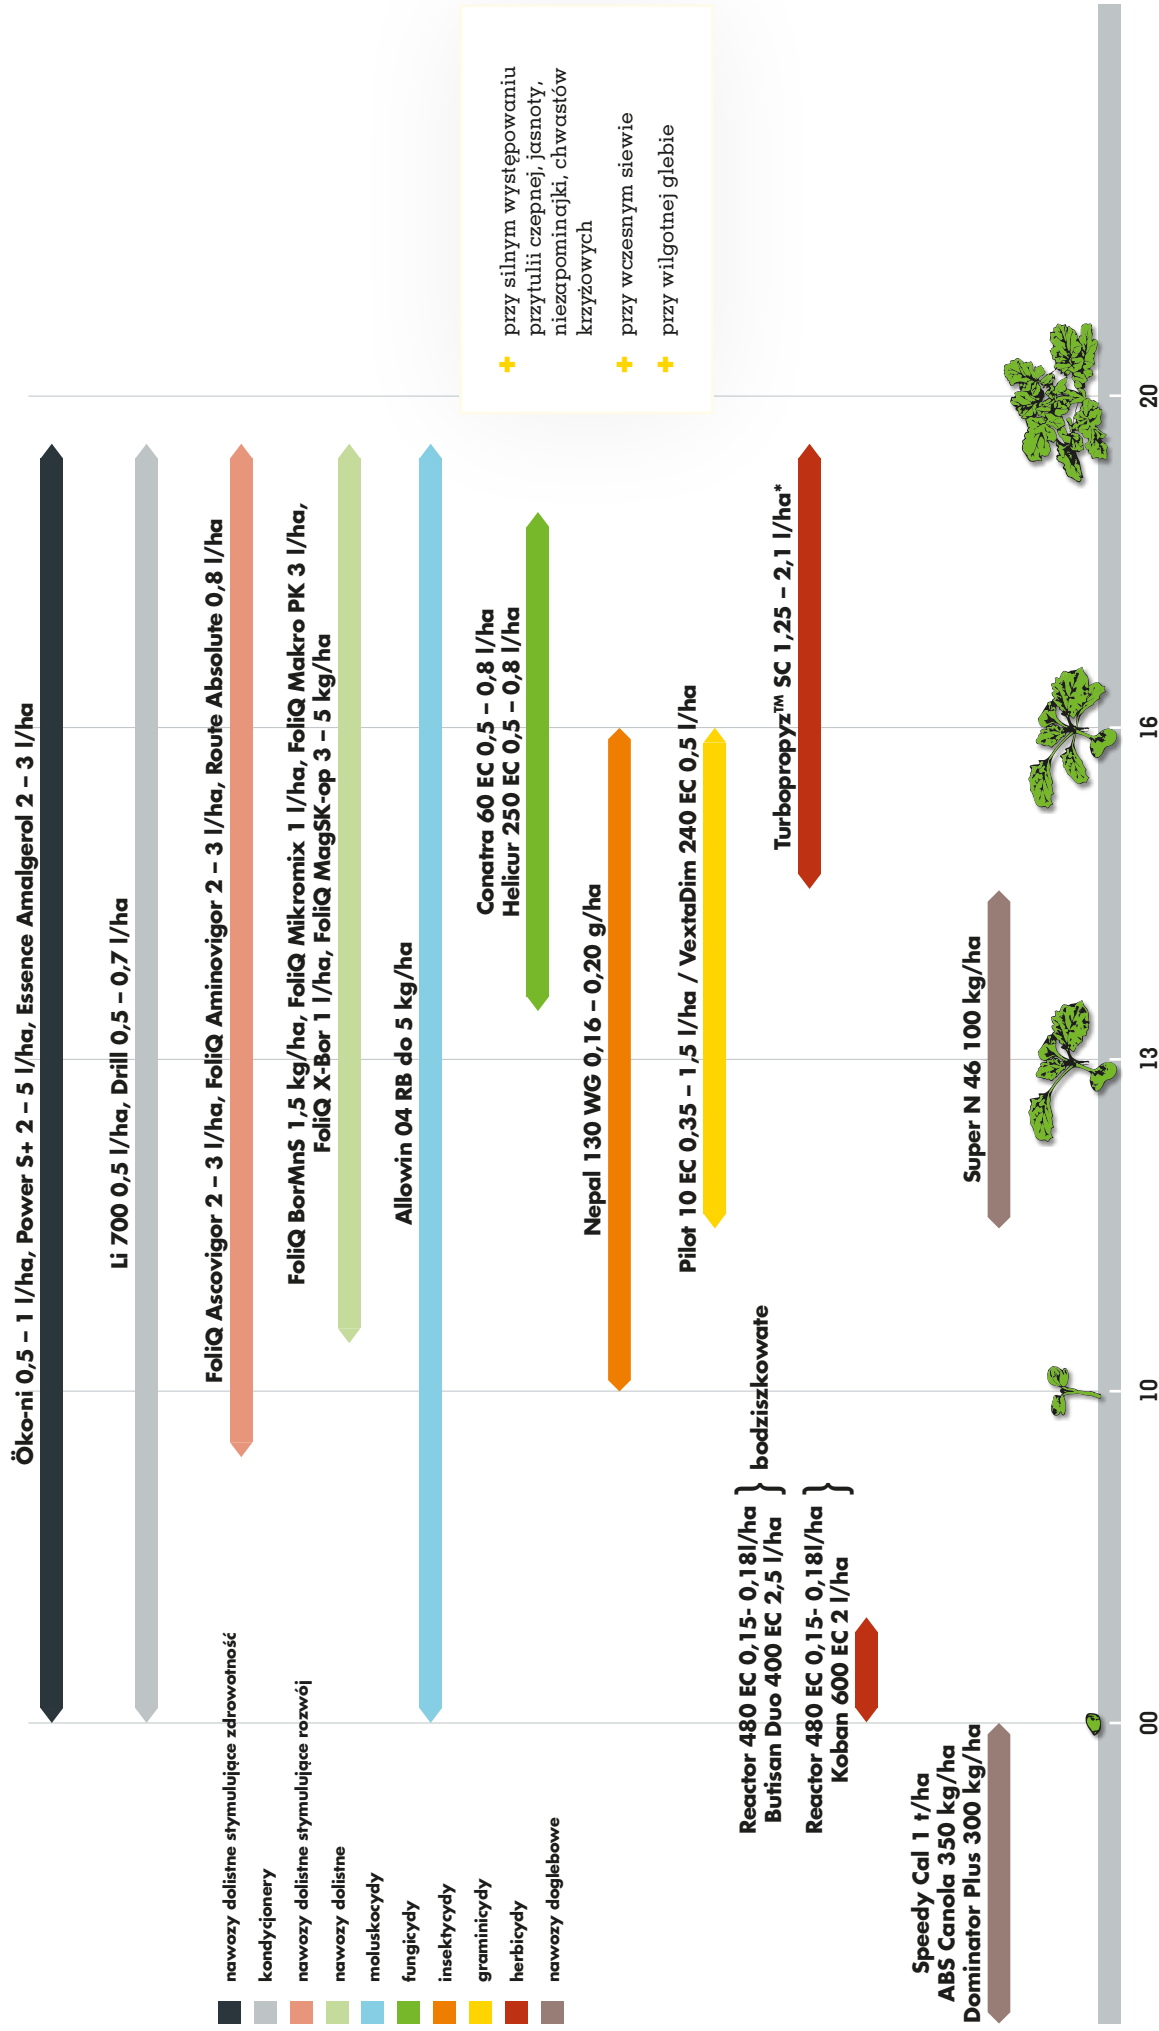 Öko-ni 0,5 – 1 l/ha, Power S+ 2 – 5 l/ha, Essence Amalgerol 2 – 3 l/ha
Li 700 0,5 l/ha, Drill 0,5 – 0,7 l/ha
FoliQ Ascovigor 2 – 3 l/ha, FoliQ Aminovigor 2 – 3 l/ha, Route Absolute 0,8 l/ha
FoliQ BorMnS 1,5 kg/ha, FoliQ Mikromix 1 l/ha, FoliQ Makro PK 3 l/ha,
FoliQ X-Bor 1 l/ha, FoliQ MagSK-op 3 – 5 kg/ha
Allowin 04 RB do 5 kg/ha
Conatra 60 EC 0,5 – 0,8 l/ha
Helicur 250 EC 0,5 – 0,8 l/ha
Nepal 130 WG 0,16 – 0,20 g/ha
Pilot 10 EC 0,35 – 1,5 l/ha / VextaDim 240 EC 0,5 l/ha
Turbopropyz™ SC 1,25 – 2,1 l/ha*
Reactor 480 EC 0,15- 0,18l/ha
Butisan Duo 400 EC 2,5 l/ha
bodziszkowate
Reactor 480 EC 0,15- 0,18l/ha
Koban 600 EC 2 l/ha
Speedy Cal 1 t/ha
ABS Canola 350 kg/ha
Dominator Plus 300 kg/ha
Super N 46 100 kg/ha
nawozy dolistne stymulujące zdrowotność
kondycjonery
nawozy dolistne stymulujące rozwój
nawozy dolistne
moluskocydy
fungicydy
insektycydy
graminicydy
herbicydy
nawozy doglebowe
przy silnym występowaniu
przytulii czepnej, jasnoty,
niezapominajki, chwastów
krzyżowych
przy wczesnym siewie
przy wilgotnej glebie
00
10
13
16
20